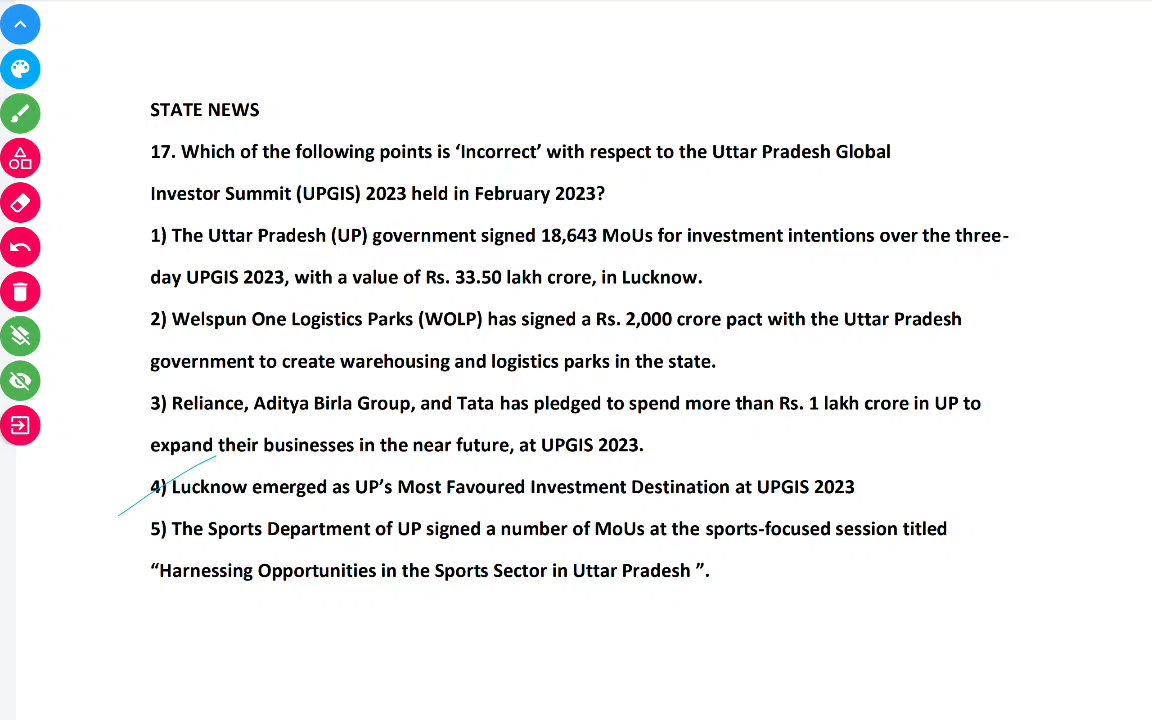 STATE NEWS
17. Which of the following points is ‘Incorrect’ with respect to the Uttar Pradesh Global
Investor Summit (UPGIS) 2023 held in February 2023?
1) The Uttar Pradesh (UP) government signed 18,643 MoUs for investment intentions over the three-
day UPGIS 2023, with a value of Rs. 33.50 lakh crore, in Lucknow.
2) Welspun One Logistics Parks (WOLP) has signed a Rs. 2,000 crore pact with the Uttar Pradesh
government to create warehousing and logistics parks in the state.
3) Reliance, Aditya Birla Group, and Tata has pledged to spend more than Rs. 1 lakh crore in UP to
expand their businesses in the near future, at UPGIS 2023.
4) Lucknow emerged as UP’s Most Favoured Investment Destination at UPGIS 2023
5) The Sports Department of UP signed a number of MoUs at the sports-focused session titled
“Harnessing Opportunities in the Sports Sector in Uttar Pradesh ”.